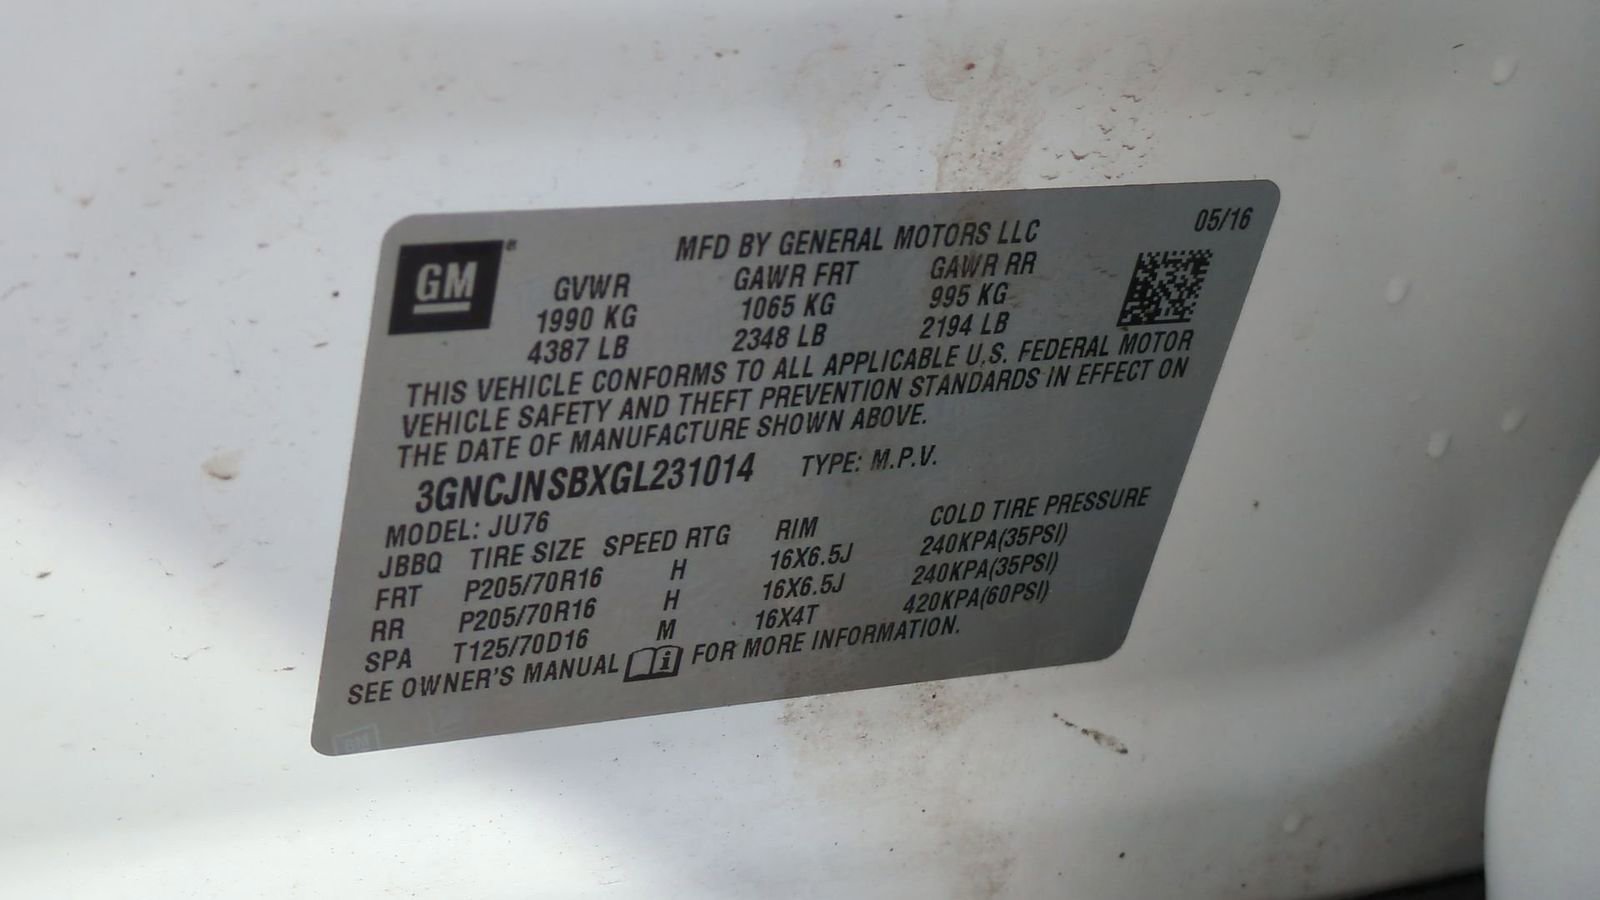 05/16
MFD BY GENERAL MOTORS LLC
GM
GVWR GAWR FRT GAWR RR
1990 KG 1065 KG 995 KG
4387 LB 2348 LB 2194 LB
THIS VEHICLE CONFORMS TO ALL APPLICABLE U.S. FEDERAL MOTOR
VEHICLE SAFETY AND THEFT PREVENTION STANDARDS IN EFFECT ON
THE DATE OF MANUFACTURE SHOWN ABOVE.
3GNCJNSBXGL231014 TYPE: M.P.V.
MODEL: JU76
JBBQ TIRE SIZE SPEED RTG RIM COLD TIRE PRESSURE
FRT P205/70R16 H 16X6.5J 240KPA(35PSI)
RR P205/70R16 H 16X6.5J 240KPA(35PSI)
SPA T125/70D16 M 16X4T 420KPA(60PSI)
SEE OWNER'S MANUAL i FOR MORE INFORMATION.
GM